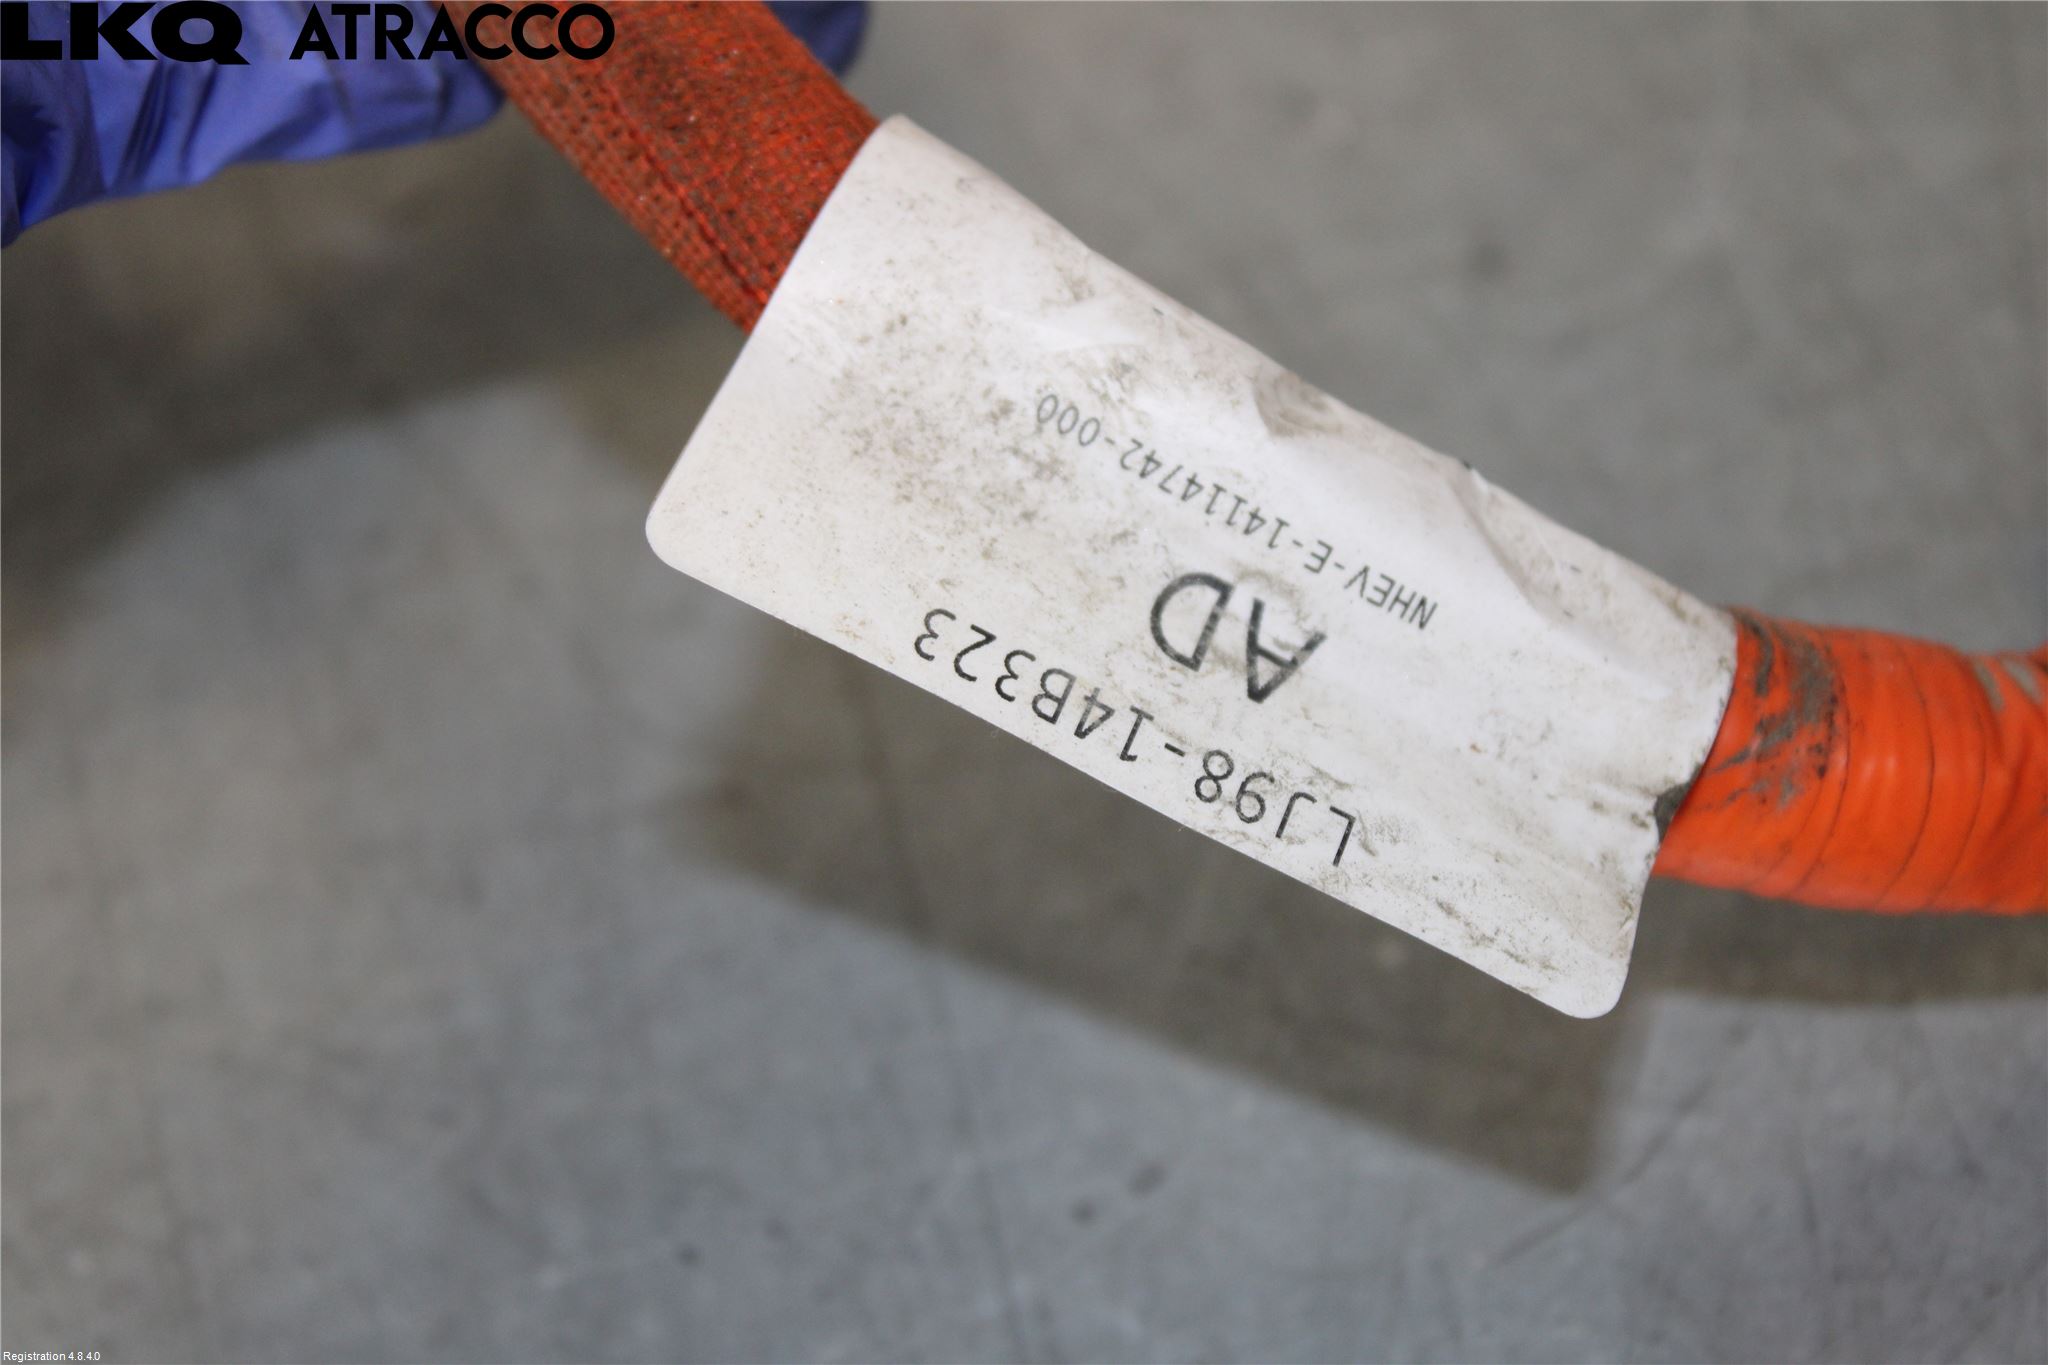 LKQ ATRACCO
LJ98-14B323
AD
NHEV-E-14114742-000
Registration 4.8.4.0